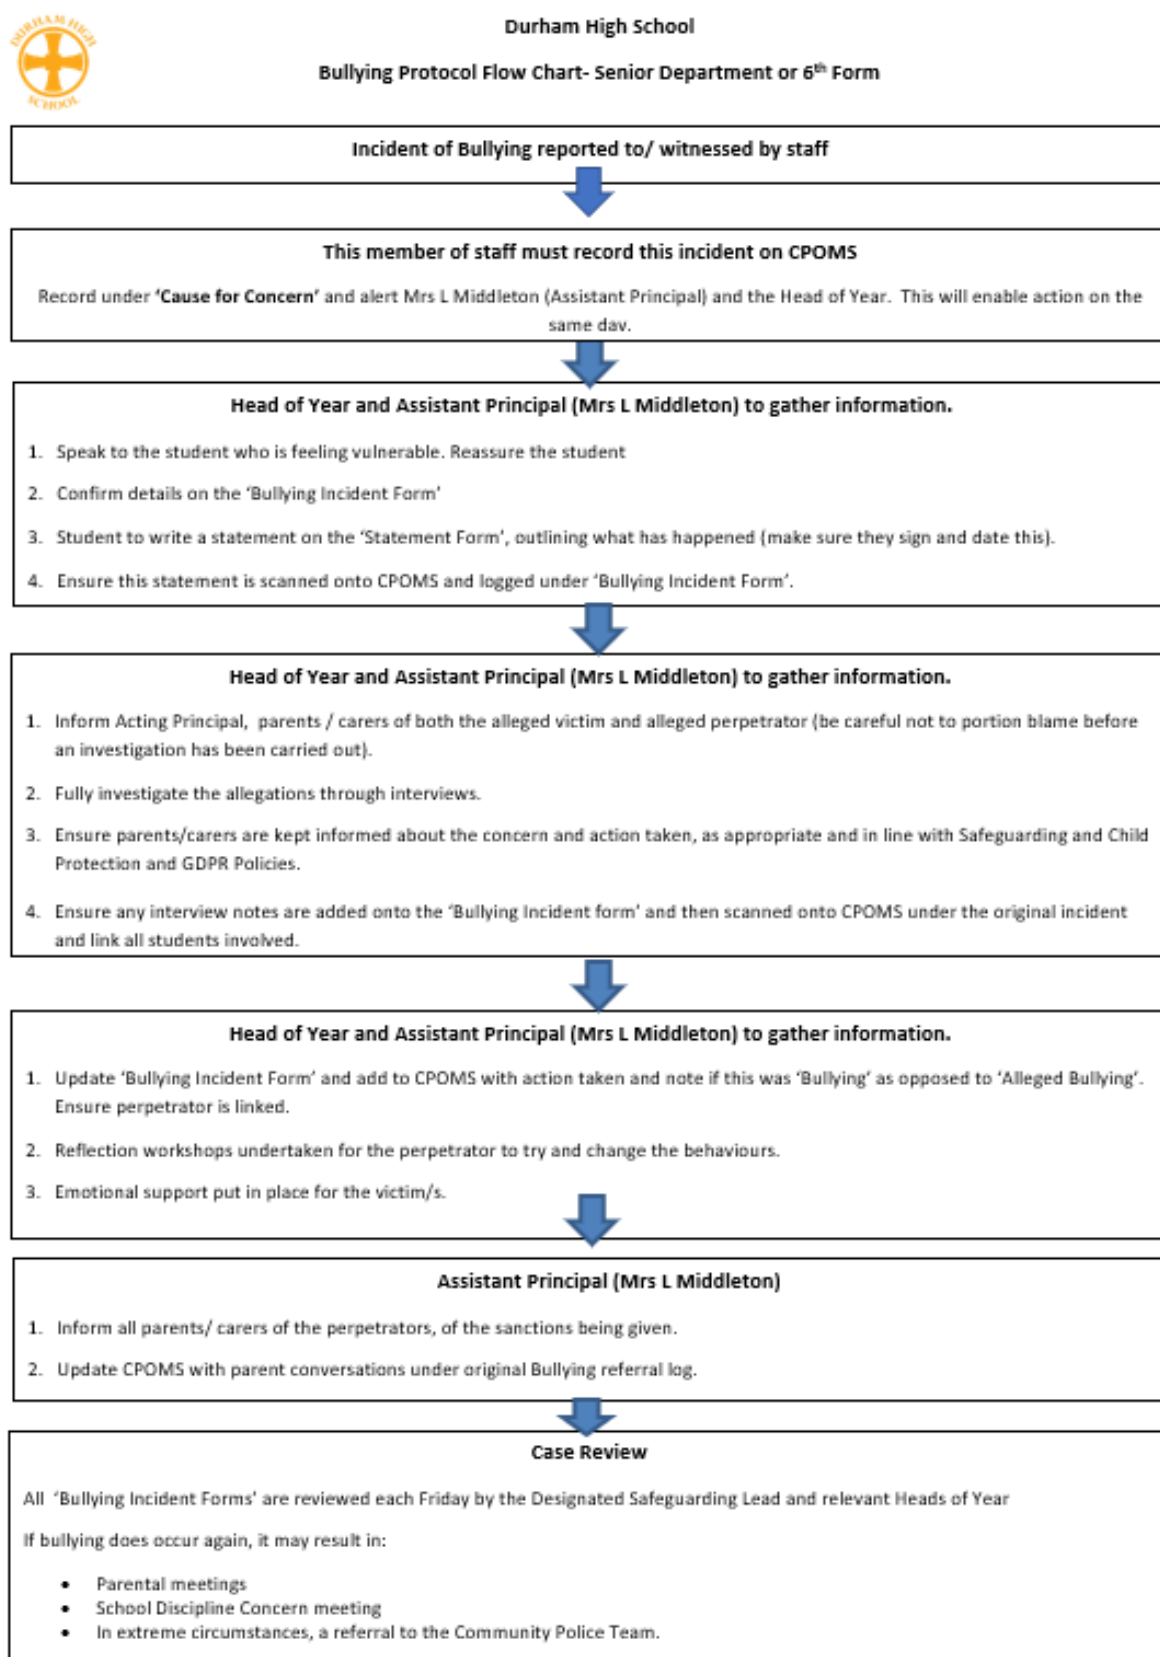 DURHAM HIGH
SCHOOL
Durham High School
Bullying Protocol Flow Chart- Senior Department or 6th Form
Incident of Bullying reported to/ witnessed by staff
This member of staff must record this incident on CPOMS
Record under ‘Cause for Concern’ and alert Mrs L Middleton (Assistant Principal) and the Head of Year. This will enable action on the
same day.
Head of Year and Assistant Principal (Mrs L Middleton) to gather information.
1. Speak to the student who is feeling vulnerable. Reassure the student
2. Confirm details on the ‘Bullying Incident Form’
3. Student to write a statement on the ‘Statement Form’, outlining what has happened (make sure they sign and date this).
4. Ensure this statement is scanned onto CPOMS and logged under ‘Bullying Incident Form’.
Head of Year and Assistant Principal (Mrs L Middleton) to gather information.
1. Inform Acting Principal, parents / carers of both the alleged victim and alleged perpetrator (be careful not to portion blame before
an investigation has been carried out).
2. Fully investigate the allegations through interviews.
3. Ensure parents/carers are kept informed about the concern and action taken, as appropriate and in line with Safeguarding and Child
Protection and GDPR Policies.
4. Ensure any interview notes are added onto the ‘Bullying Incident form’ and then scanned onto CPOMS under the original incident
and link all students involved.
Head of Year and Assistant Principal (Mrs L Middleton) to gather information.
1. Update ‘Bullying Incident Form’ and add to CPOMS with action taken and note if this was ‘Bullying’ as opposed to ‘Alleged Bullying’.
Ensure perpetrator is linked.
2. Reflection workshops undertaken for the perpetrator to try and change the behaviours.
3. Emotional support put in place for the victim/s.
Assistant Principal (Mrs L Middleton)
1. Inform all parents/ carers of the perpetrators, of the sanctions being given.
2. Update CPOMS with parent conversations under original Bullying referral log.
Case Review
All ‘Bullying Incident Forms’ are reviewed each Friday by the Designated Safeguarding Lead and relevant Heads of Year
If bullying does occur again, it may result in:
• Parental meetings
• School Discipline Concern meeting
• In extreme circumstances, a referral to the Community Police Team.